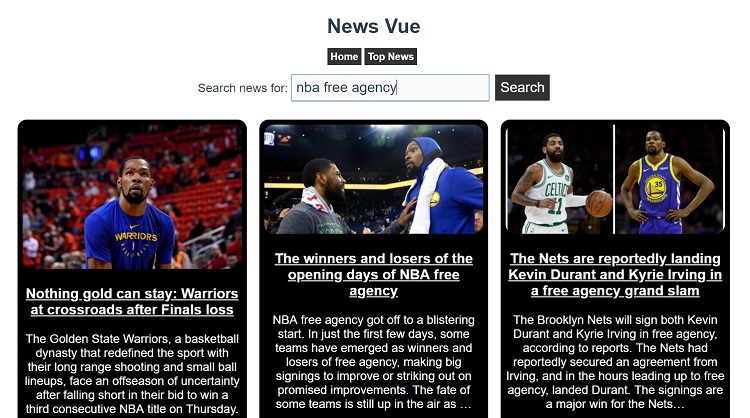 News Vue
Home Top News
Search news for: nba free agency Search
WARRIORS
Nothing gold can stay: Warriors
at crossroads after Finals loss
The Golden State Warriors, a basketball
dynasty that redefined the sport with
their long range shooting and small ball
lineups, face an offseason of uncertainty
after falling short in their bid to win a
third consecutive NBA title on Thursday.
The winners and losers of the
opening days of NBA free
agency
NBA free agency got off to a blistering
start. In just the first few days, some
teams have emerged as winners and
losers of free agency, making big
signings to improve or striking out on
promised improvements. The fate of
some teams is still up in the air as …
CELTICS
11
35
The Nets are reportedly landing
Kevin Durant and Kyrie Irving in
a free agency grand slam
The Brooklyn Nets will sign both Kevin
Durant and Kyrie Irving in free agency,
according to reports. The Nets had
reportedly secured an agreement from
Irving, and in the hours leading up to free
agency, landed Durant. The signings are
a major win for the Nets…